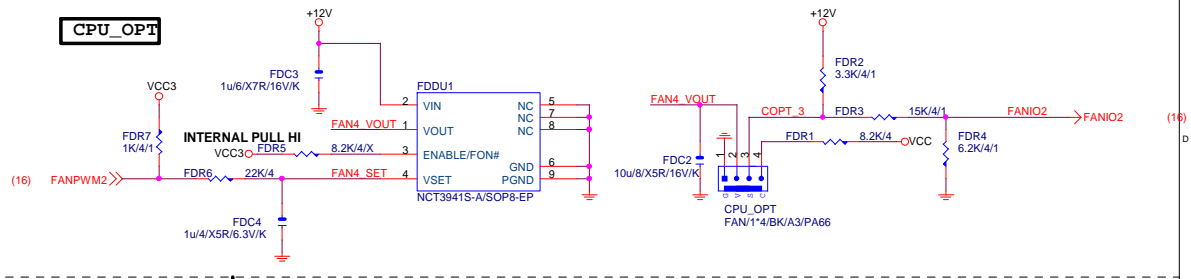 CPU_OPT
+12V
FDC3
1u/6/X7R/16V/K
VCC3
FDR7
1K/4/1
INTERNAL PULL HI
VCC3
FDR5
8.2K/4/X
(16)
FANPWM2
FDR6
22K/4
FAN4_SET
FDC4
1u/4/X5R/6.3V/K
FAN4_VOUT
FDDU1
2
VIN
1
VOUT
3
ENABLE/FON#
4
VSET
NC
5
NC
7
NC
8
GND
6
PGND
9
NCT3941S-A/SOP8-EP
+12V
FDR2
3.3K/4/1
FAN4_VOUT
COPT_3
FDR3
15K/4/1
FANIO2
FANIO2
(16)
FDR1
8.2K/4
VCC
FDR4
6.2K/4/1
D
FDC2
10u/8/X5R/16V/K
1
2
3
4
G
V
S
C
CPU_OPT
FAN/1*4/BK/A3/PA66